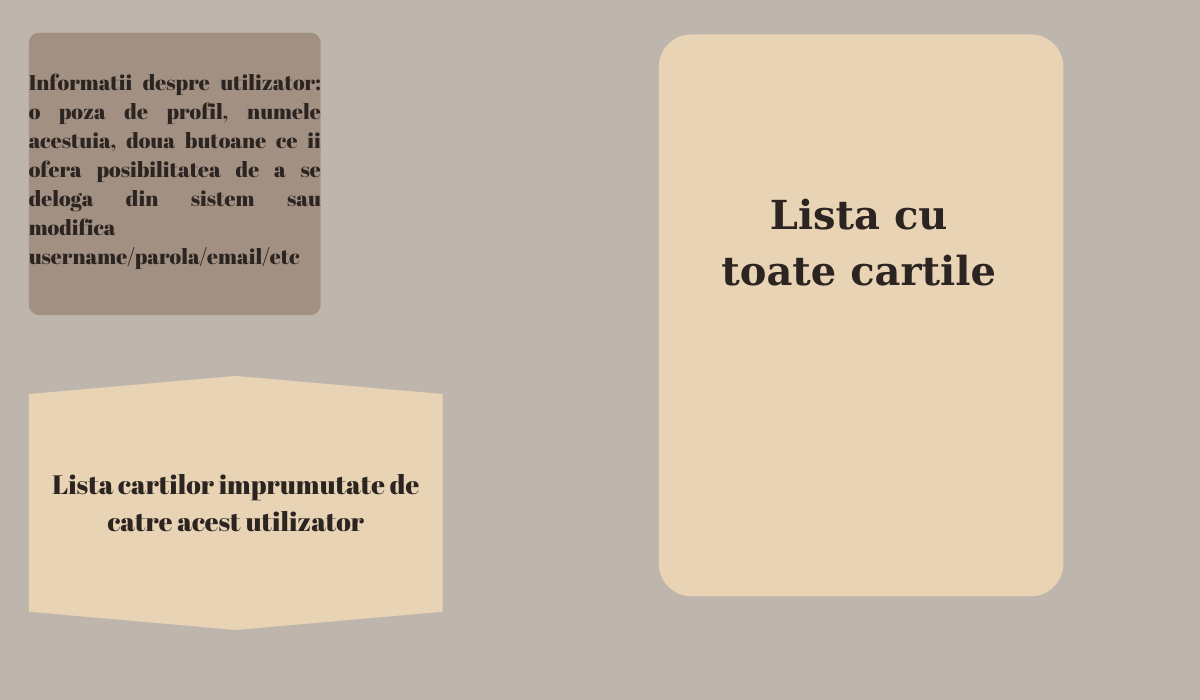 Informatii despre utilizator:
o poza de profil, numele
acestuia, doua butoane ce ii
ofera posibilitatea de a se
deloga din sistem sau
modifica
username/parola/email/etc
Lista cartilor imprumutate de
catre acest utilizator
Lista cu
toate cartile